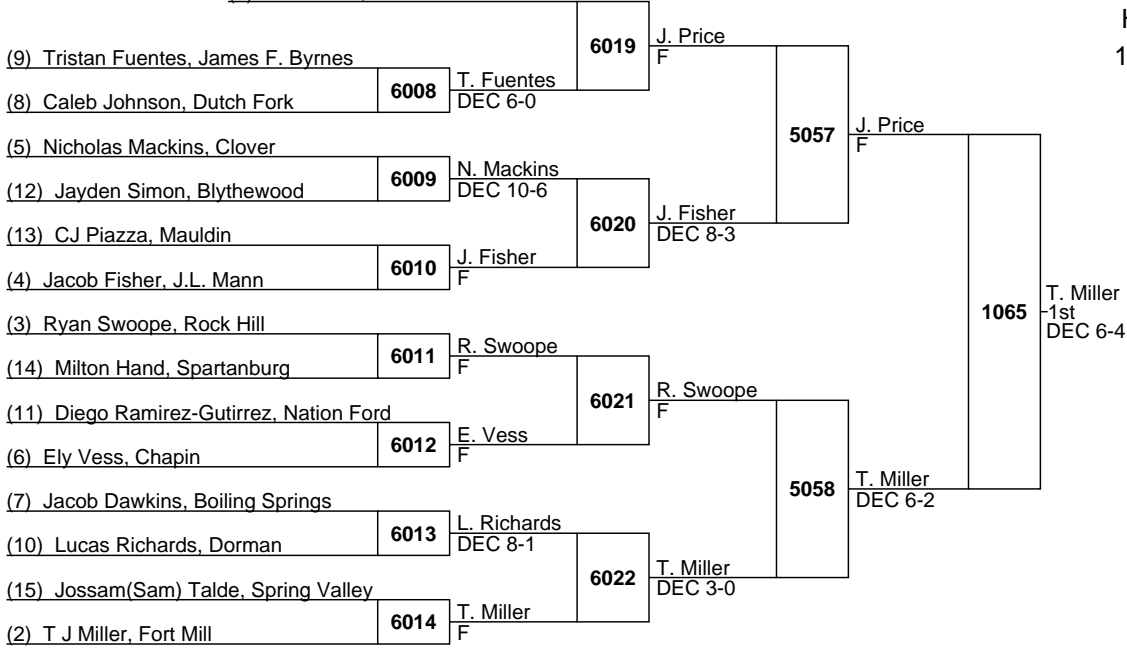 6019
J. Price
F
(9) Tristan Fuentes, James F. Byrnes
6008
T. Fuentes
DEC 6-0
(8) Caleb Johnson, Dutch Fork
5057
J. Price
F
(5) Nicholas Mackins, Clover
6009
N. Mackins
DEC 10-6
(12) Jayden Simon, Blythewood
6020
J. Fisher
DEC 8-3
(13) CJ Piazza, Mauldin
6010
J. Fisher
F
(4) Jacob Fisher, J.L. Mann
1065
T. Miller
1st
DEC 6-4
(3) Ryan Swoope, Rock Hill
6011
R. Swoope
F
(14) Milton Hand, Spartanburg
6021
R. Swoope
F
(11) Diego Ramirez-Gutirrez, Nation Ford
6012
E. Vess
F
(6) Ely Vess, Chapin
5058
T. Miller
DEC 6-2
(7) Jacob Dawkins, Boiling Springs
6013
L. Richards
DEC 8-1
(10) Lucas Richards, Dorman
6022
T. Miller
DEC 3-0
(15) Jossam(Sam) Talde, Spring Valley
6014
T. Miller
F
(2) T J Miller, Fort Mill